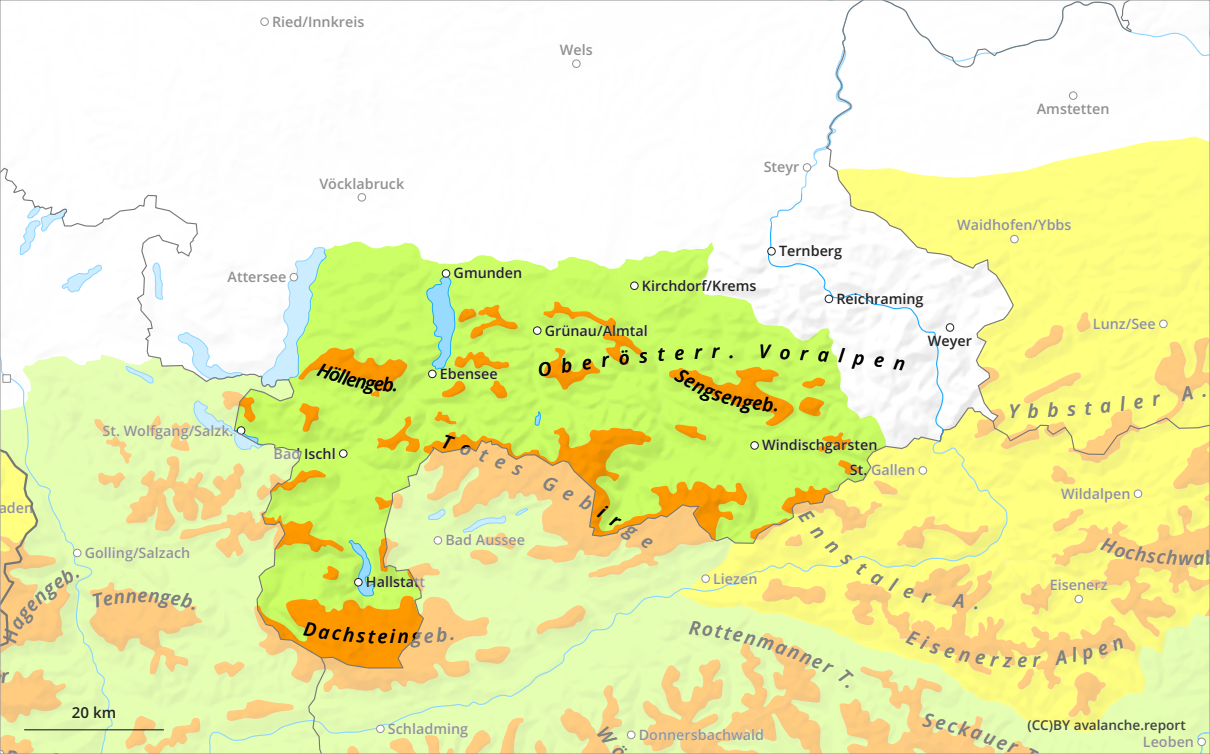 Ried/Innkreis
Wels
Amstetten
Steyr
Vöcklabruck
Waidhofen/Ybbs
Ternberg
Attersee
Gmunden
Kirchdorf/Krems
Reichraming
Lunz/See
Grünau/Almtal
Weyer
Oberösterr. Voralpen
Höllengeb.
Ebensee
Sengsengeb.
Ybbstaler A.
St. Wolfgang/Salzk.
Totes Gebirge
Windischgarsten
Bad Ischl
St. Gallen
Wildalpen
aden
Ennstaler A.
Bad Aussee
Golling/Salzach
Hochschwab
Hallstatt
Liezen
Eisenerz
Hagengeb.
Tennengeb.
Dachsteingeb.
Rottenmanner T.
Eisenerzer Alpen
r
20 km
Schladming
Wö
Donnersbachwald
Seckauer T
(CC)BY avalanche.report
Leoben